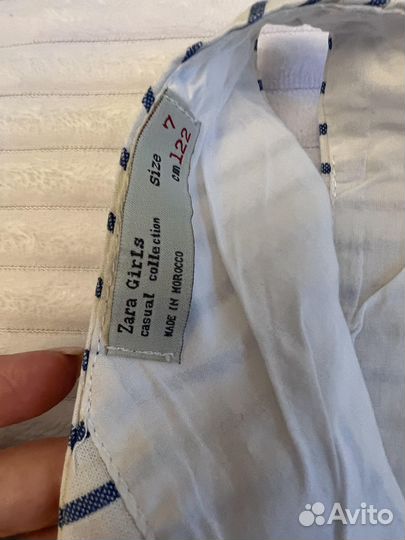 Zara Girls
casual collection
MADE IN MOROCCO
Size 7
cm 122
Avito